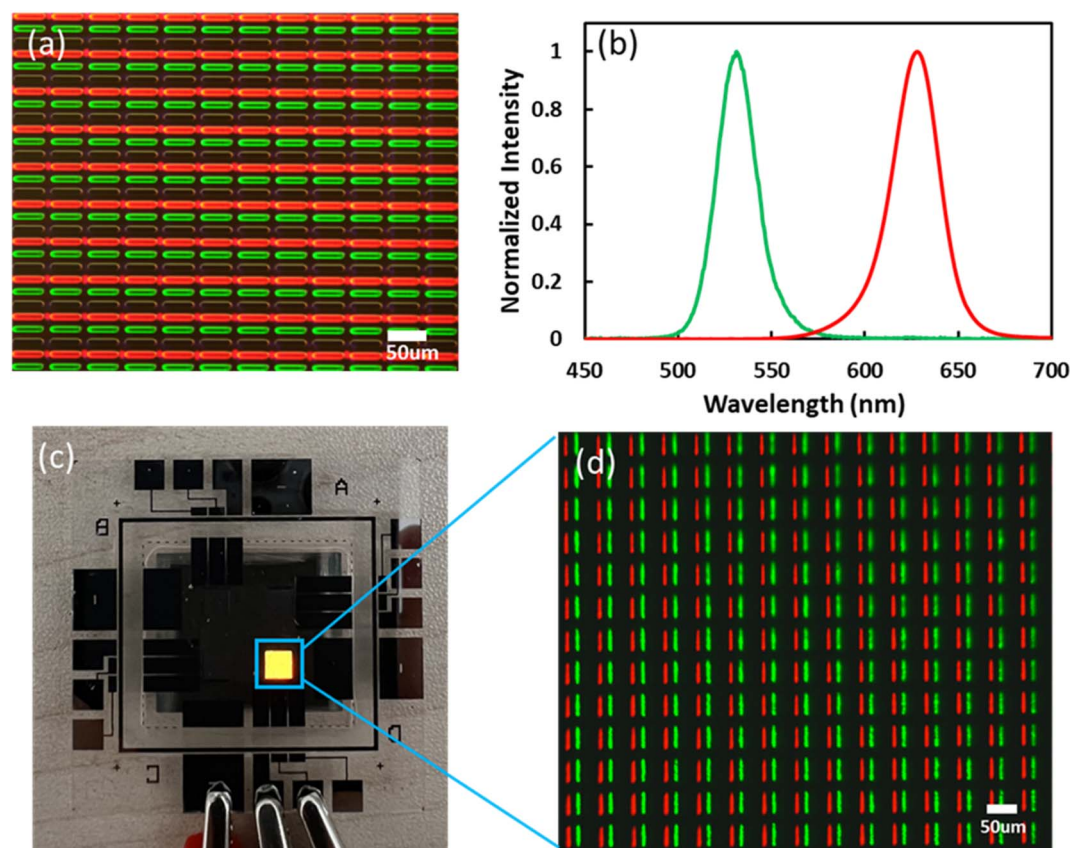 (a)
50um
(b)
Normalized Intensity
1
0.8
0.6
0.4
0.2
0
450 500 550 600 650 700
Wavelength (nm)
(c)
A
B
C
D
(d)
50um